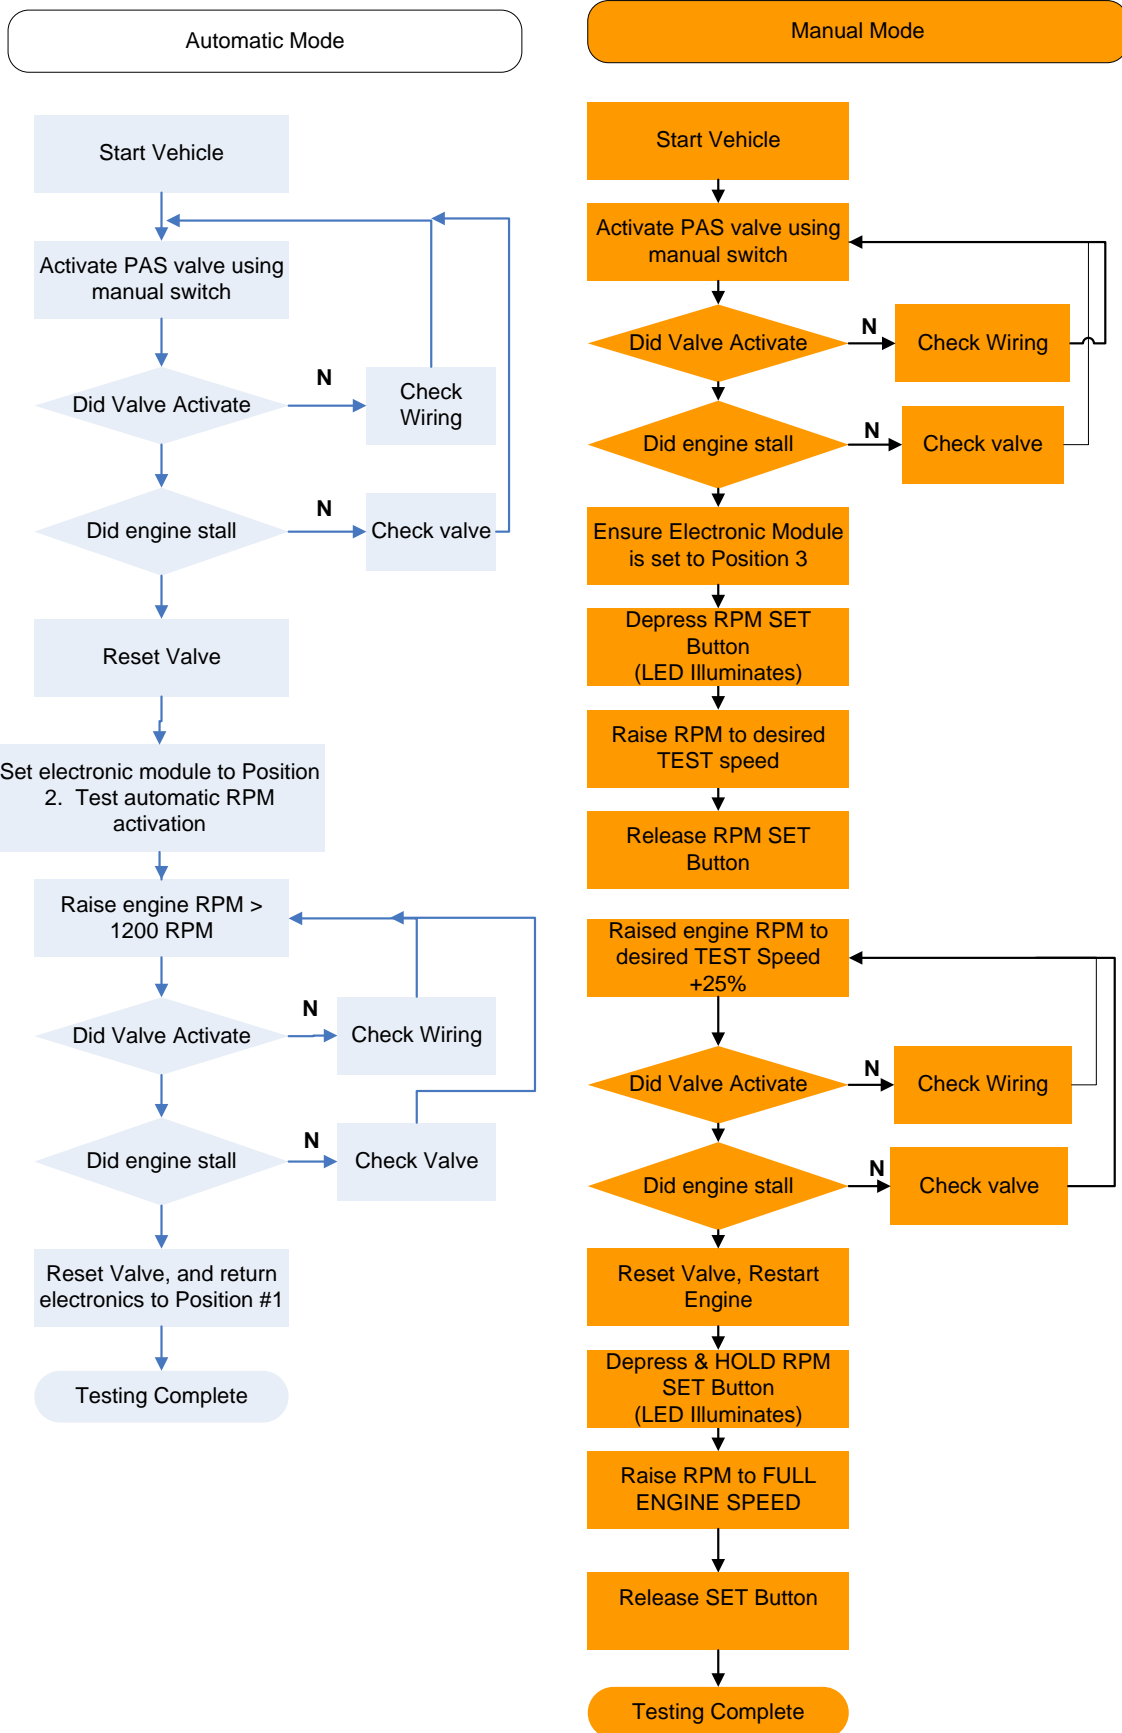 Automatic Mode
Start Vehicle
Activate PAS valve using
manual switch
Did Valve Activate
N
Check
Wiring
Did engine stall
N
Check valve
Reset Valve
Set electronic module to Position
2.  Test automatic RPM
activation
Raise engine RPM >
1200 RPM
Did Valve Activate
N
Check Wiring
Did engine stall
N
Check Valve
Reset Valve, and return
electronics to Position #1
Testing Complete
Manual Mode
Start Vehicle
Activate PAS valve using
manual switch
Did Valve Activate
N
Check Wiring
Did engine stall
N
Check valve
Ensure Electronic Module
is set to Position 3
Depress RPM SET
Button
(LED Illuminates)
Raise RPM to desired
TEST speed
Release RPM SET
Button
Raised engine RPM to
desired TEST Speed
+25%
Did Valve Activate
N
Check Wiring
Did engine stall
N
Check valve
Reset Valve, Restart
Engine
Depress & HOLD RPM
SET Button
(LED Illuminates)
Raise RPM to FULL
ENGINE SPEED
Release SET Button
Testing Complete